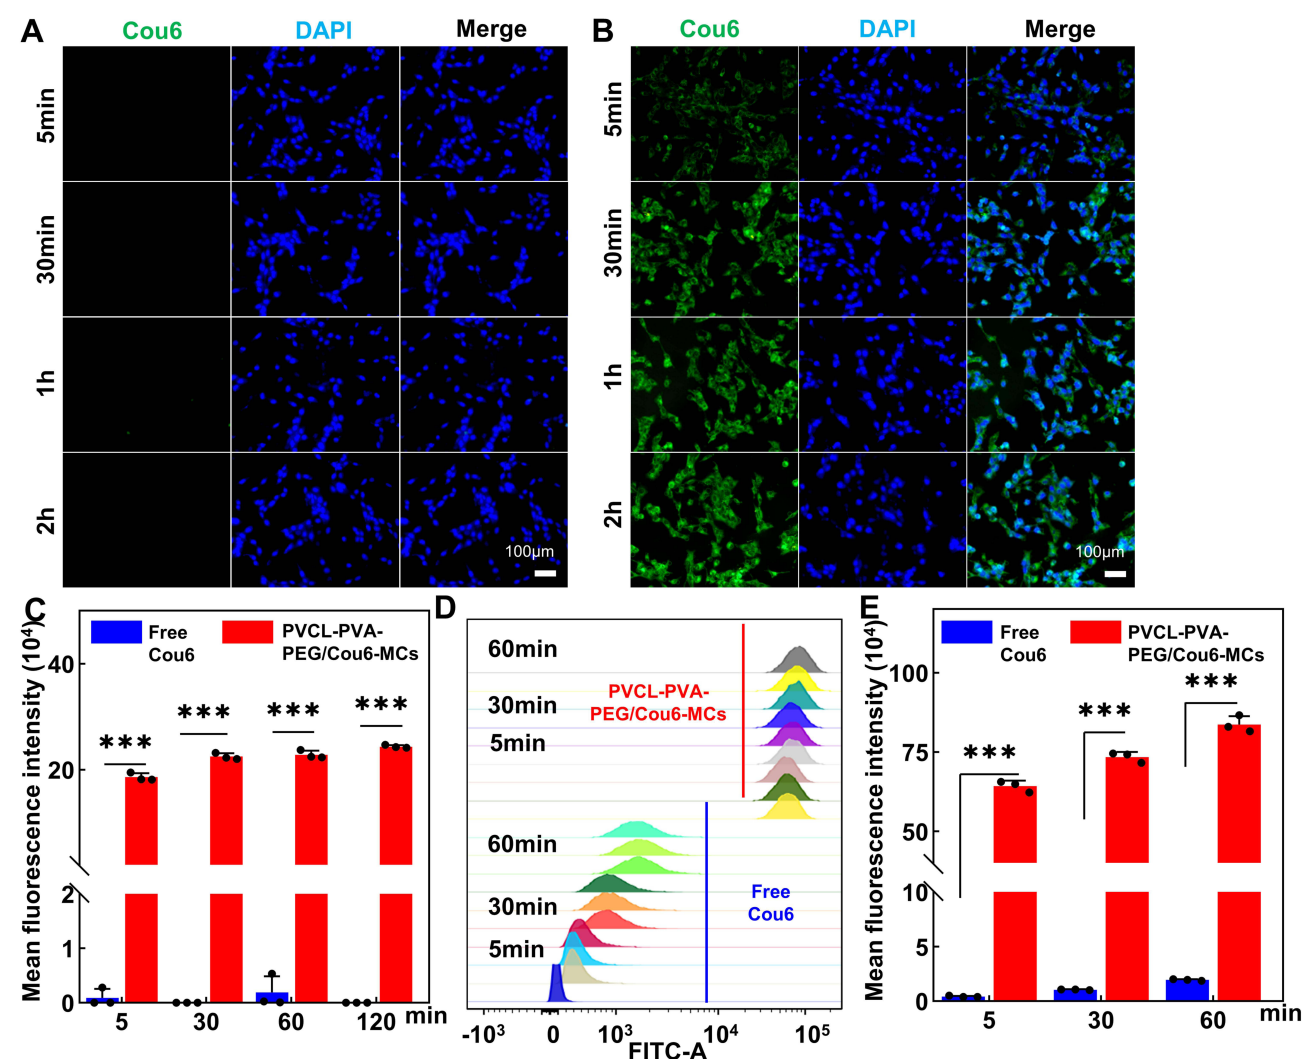 A
Cou6
DAPI
Merge
5min
30min
1h
2h
100μm
B
Cou6
DAPI
Merge
5min
30min
1h
2h
100μm
C
Mean fluorescence intensity (10⁴)
Free
Cou6
PVCL-PVA-
PEG/Cou6-MCs
40
20
2
1
0
***
***
***
***
5
30
60
120
min
D
60min
30min
5min
PVCL-PVA-
PEG/Cou6-MCs
60min
30min
5min
Free
Cou6
-10³
0
10³
10⁴
10⁵
FITC-A
E
Mean fluorescence intensity (10⁴)
Free
Cou6
PVCL-PVA-
PEG/Cou6-MCs
100
75
50
10
5
0
***
***
***
5
30
60
min